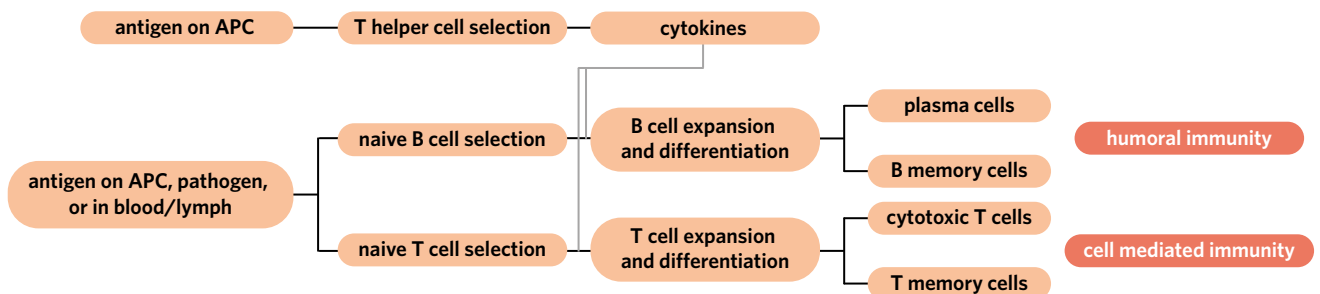 antigen on APC
T helper cell selection
cytokines
plasma cells
naive B cell selection
B cell expansion
and differentiation
humoral immunity
B memory cells
antigen on APC, pathogen,
or in blood/lymph
cytotoxic T cells
naive T cell selection
T cell expansion
and differentiation
cell mediated immunity
T memory cells